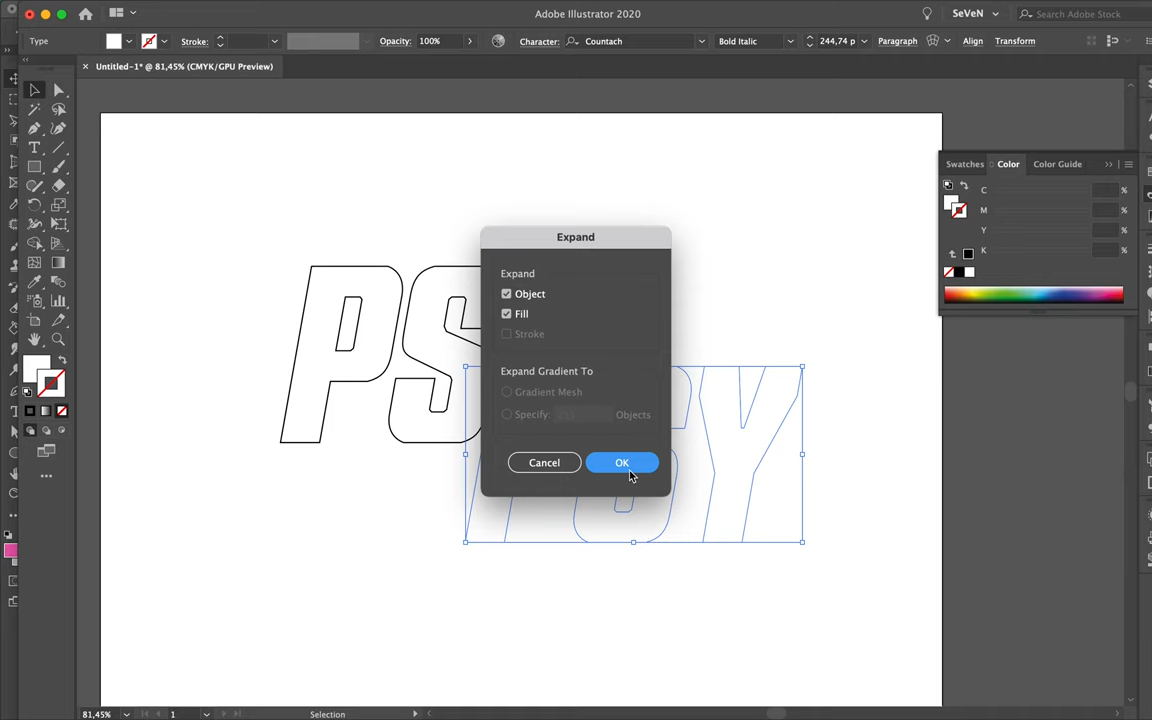 Adobe Illustrator 2020
SeVeN
Search Adobe Stock
Type
Stroke:
Opacity: 100%
Character: Countach
Bold Italic
244,74 p
Paragraph
Align
Transform
× Untitled-1* @ 81,45% (CMYK/GPU Preview)
Swatches
Color
Color Guide
C %
M %
Y %
K %
Expand
Expand
Object
Fill
Stroke
Expand Gradient To
Gradient Mesh
Specify: Objects
Cancel
OK
PS
Y
81,45%
1
Selection